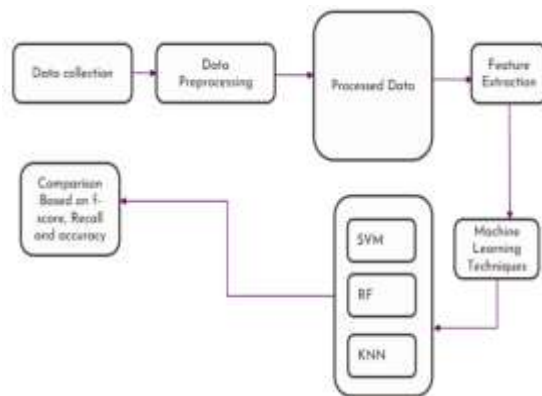 Data collection
Data
Preprocessing
Processed Data
Feature
Extraction
Machine
Learning
Techniques
SVM
RF
KNN
Comparison
Based on f-
score, Recall
and accuracy